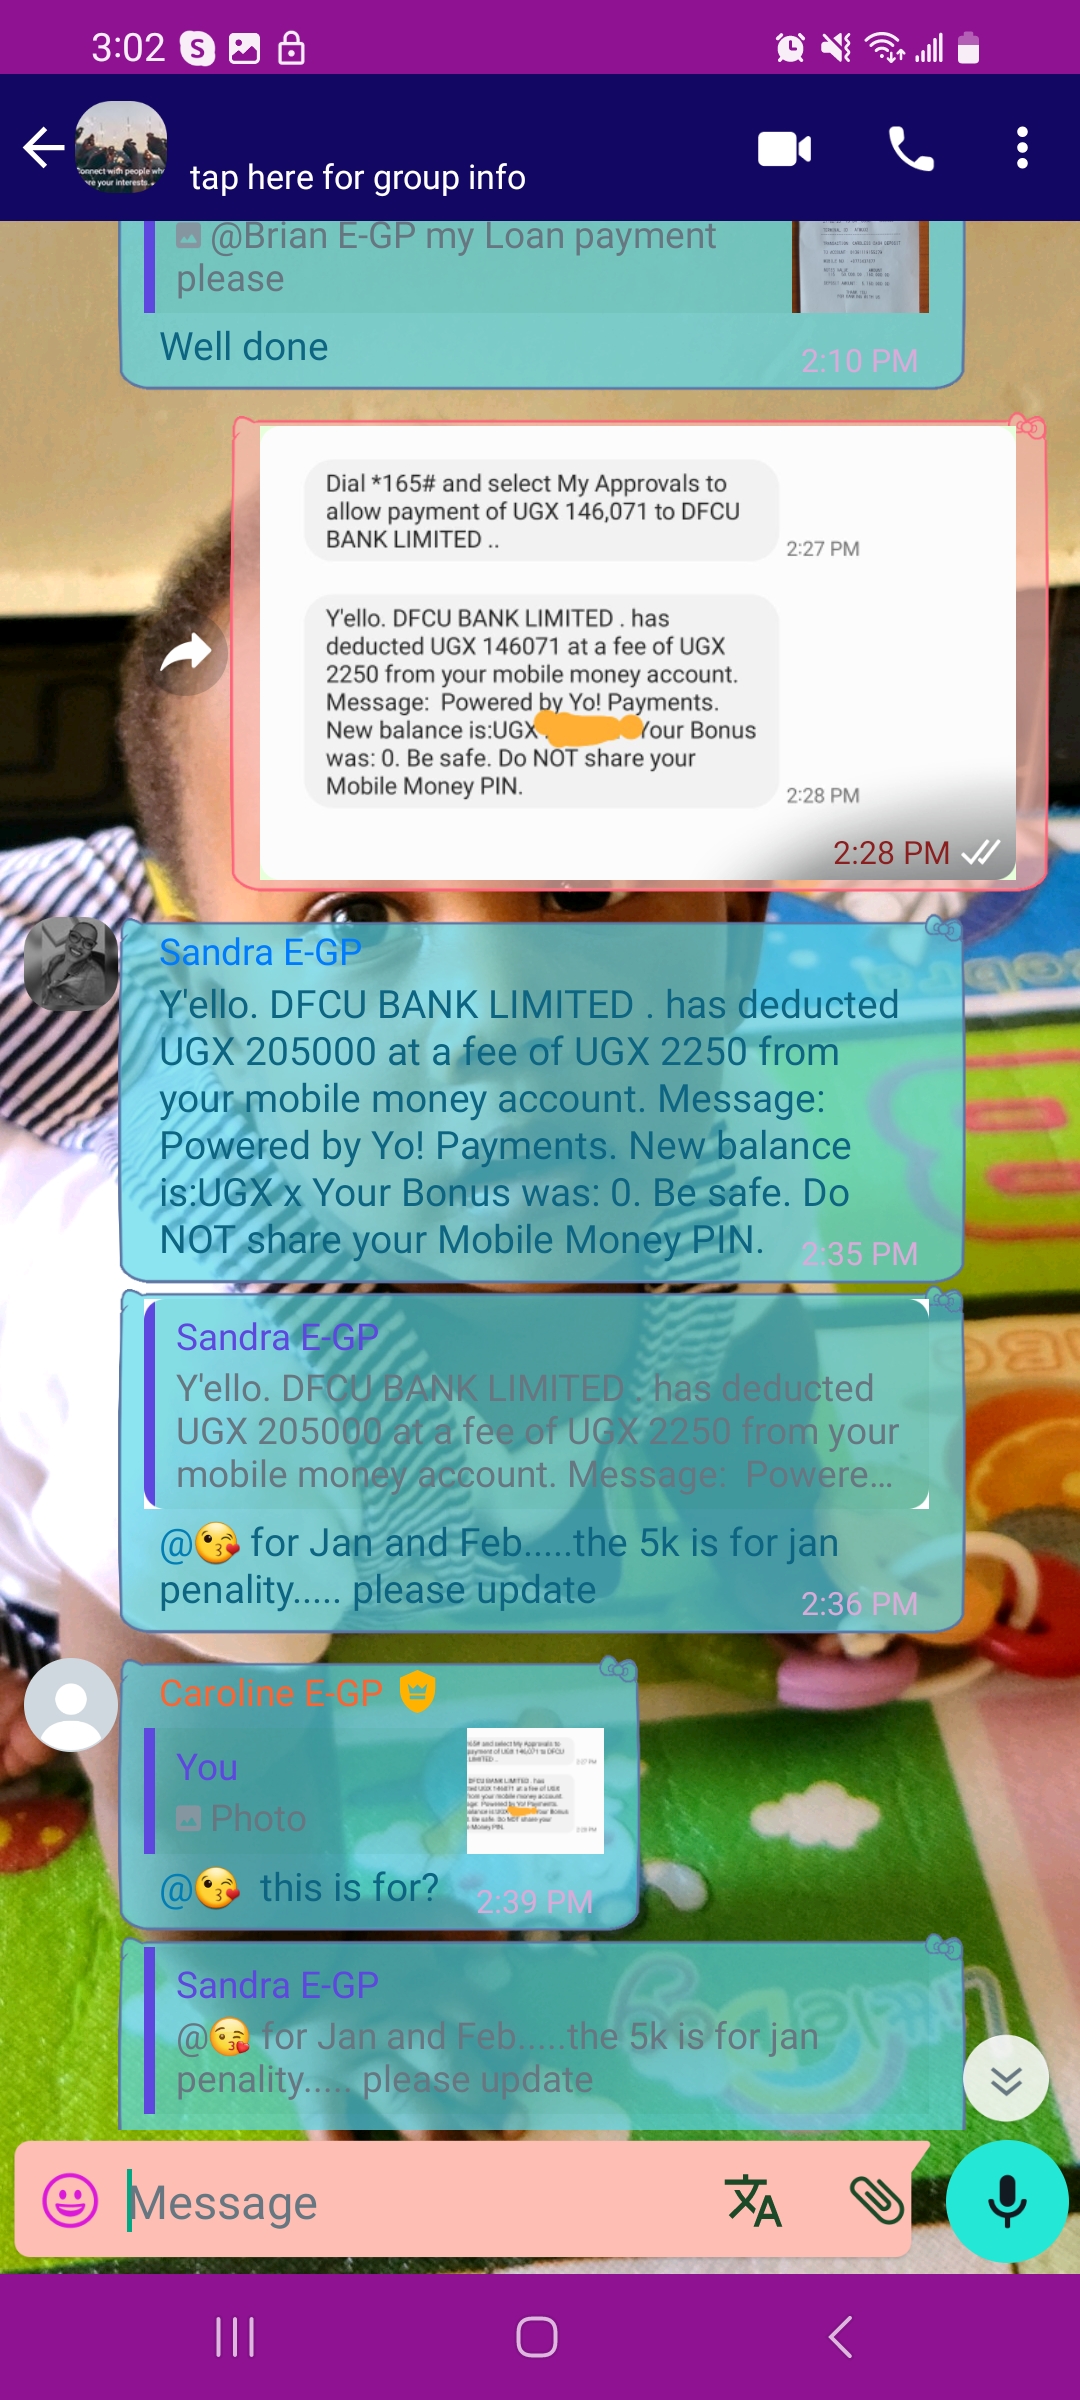 3:02
Connect with people wh
re your interests..
tap here for group info
@Brian E-GP my Loan payment
please
Well done
2:10 PM
Dial *165# and select My Approvals to
allow payment of UGX 146,071 to DFCU
BANK LIMITED ..
2:27 PM
Y'ello. DFCU BANK LIMITED . has
deducted UGX 146071 at a fee of UGX
2250 from your mobile money account.
Message:  Powered by Yo! Payments.
New balance is:UGX Your Bonus
was: 0. Be safe. Do NOT share your
Mobile Money PIN.
2:28 PM
2:28 PM
Sandra E-GP
Y'ello. DFCU BANK LIMITED . has deducted
UGX 205000 at a fee of UGX 2250 from
your mobile money account. Message:
Powered by Yo! Payments. New balance
is:UGX x Your Bonus was: 0. Be safe. Do
NOT share your Mobile Money PIN.
2:35 PM
Sandra E-GP
Y'ello. DFCU BANK LIMITED . has deducted
UGX 205000 at a fee of UGX 2250 from your
mobile money account. Message:  Powere...
@😘 for Jan and Feb.....the 5k is for jan
penality..... please update
2:36 PM
Caroline E-GP
You
Photo
@😘 this is for?
2:39 PM
Sandra E-GP
@😘 for Jan and Feb.....the 5k is for jan
penality..... please update
Message